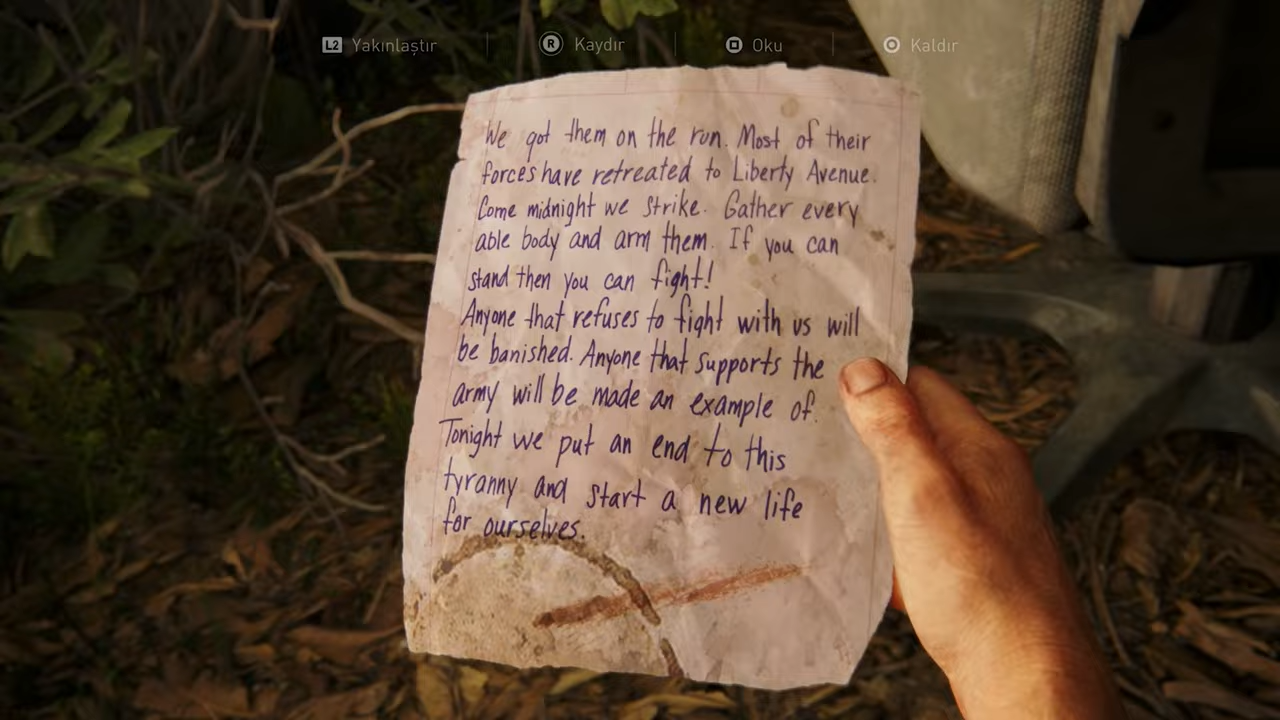 L2 Yakınlaştır R Kaydır Oku Kaldır
We got them on the run. Most of their
forces have retreated to Liberty Avenue.
Come midnight we strike. Gather every
able body and arm them. If you can
stand then you can fight!
Anyone that refuses to fight with us will
be banished. Anyone that supports the
army will be made an example of.
Tonight we put an end to this
tyranny and start a new life
for ourselves.